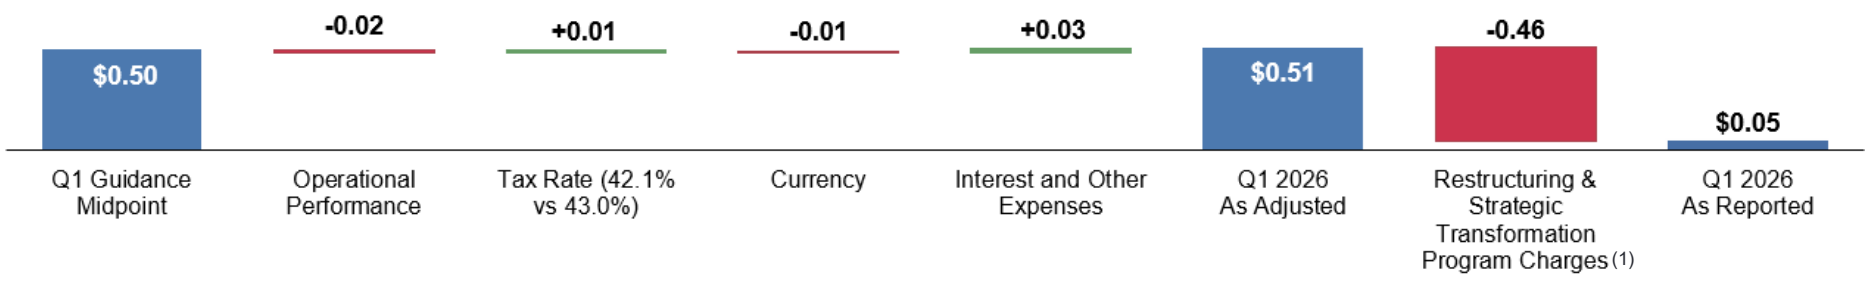 -0.02
+0.01
-0.01
+0.03
-0.46
$0.50
$0.51
$0.05
Q1 Guidance
Midpoint
Operational
Performance
Tax Rate (42.1%
vs 43.0%)
Currency
Interest and Other
Expenses
Q1 2026
As Adjusted
Restructuring &
Strategic
Transformation
Program Charges (1)
Q1 2026
As Reported